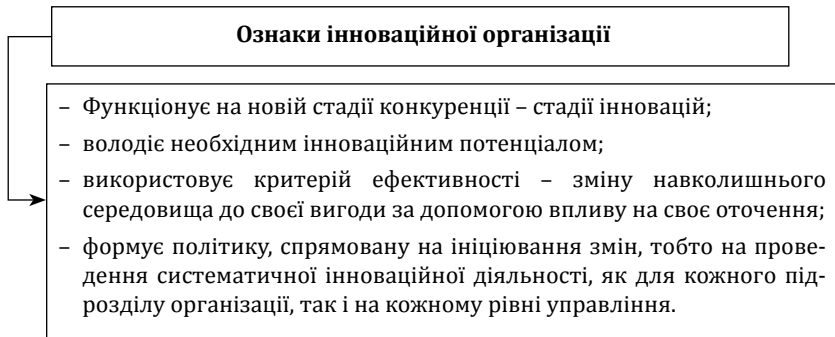 Ознаки інноваційної організації
– Функціонує на новій стадії конкуренції – стадії інновацій;
– володіє необхідним інноваційним потенціалом;
– використовує критерій ефективності – зміну навколишнього
середовища до своєї вигоди за допомогою впливу на своє оточення;
– формує політику, спрямовану на ініціювання змін, тобто на прове-
дення систематичної інноваційної діяльності, як для кожного під-
розділу організації, так і на кожному рівні управління.